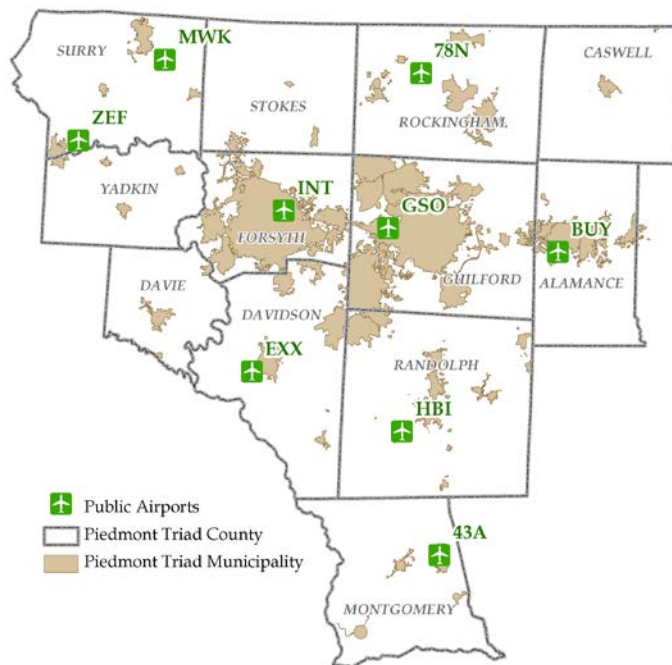 MWK
SURRY
78N
CASWELL
STOKES
ROCKINGHAM
ZEF
YADKIN
INT
GSO
FORSYTH
BUY
DAVIE
GUILFORD
ALAMANCE
DAVIDSON
EXX
RANDOLPH
HBI
Public Airports
Piedmont Triad County
43A
Piedmont Triad Municipality
MONTGOMERY